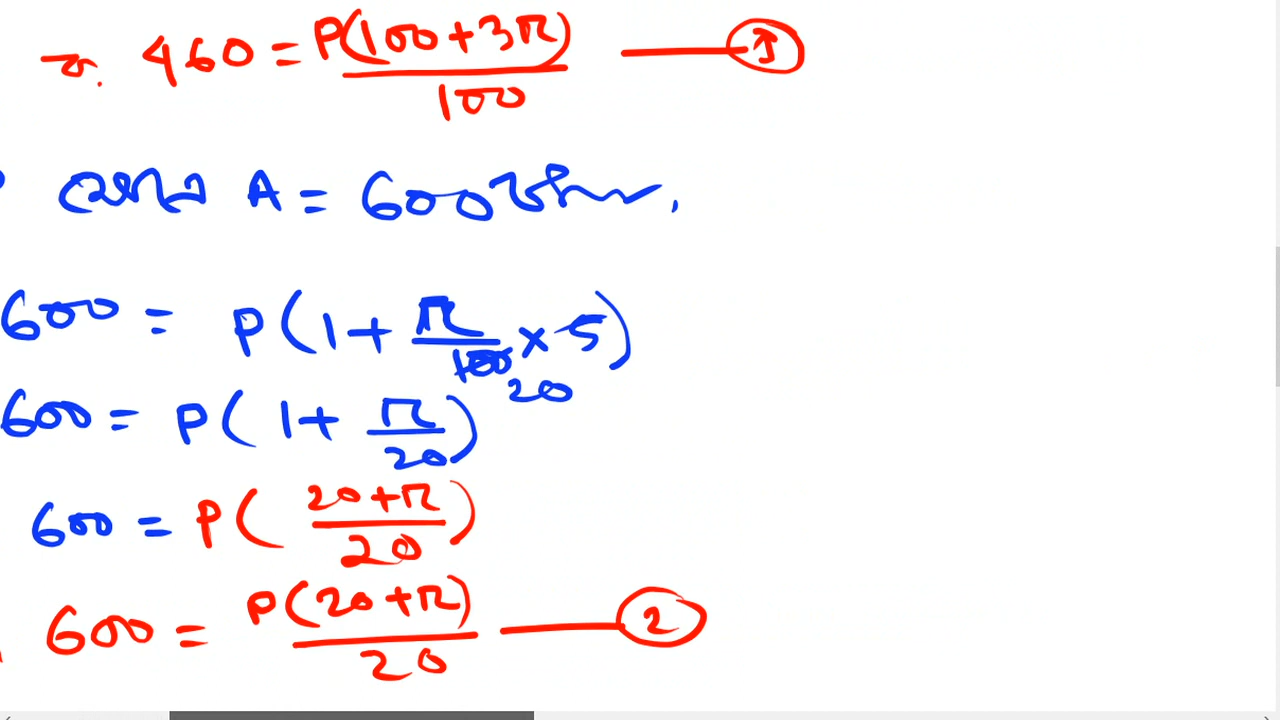 বা, 460 = P(100+3r)/100 —— ①
A = 600 টাকা,
600 = P(1 + r/100 × 5)
20
600 = P(1 + r/20)
600 = P(20+r/20)
600 = P(20+r)/20 —— ②